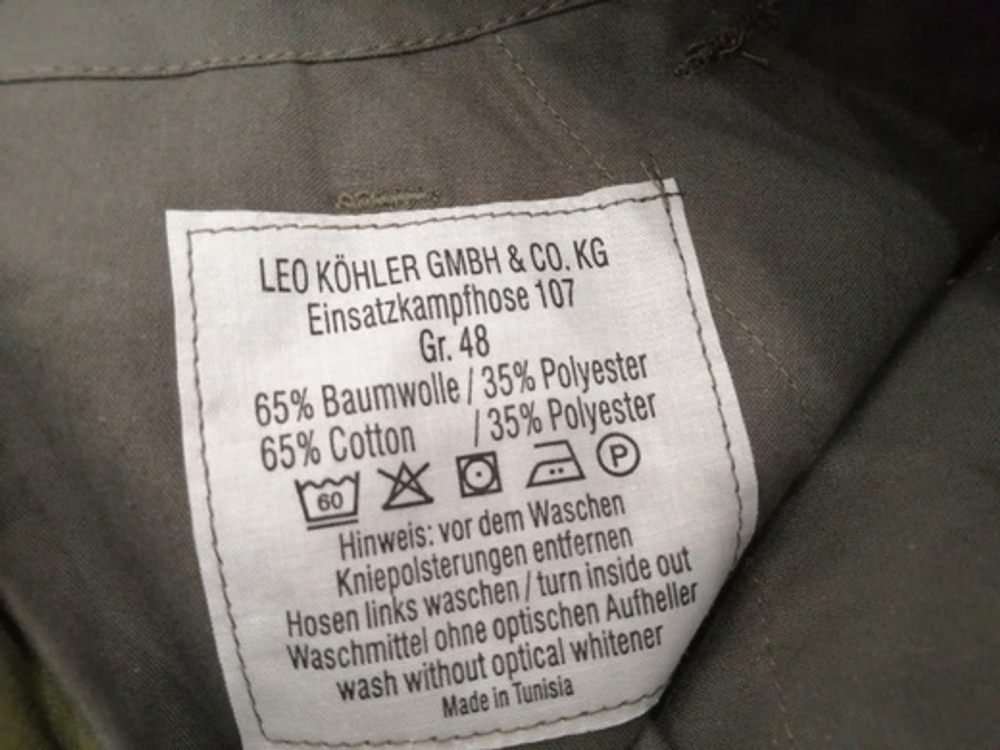 LEO KÖHLER GMBH & CO. KG
Einsatzkampfhose 107
Gr. 48
65% Baumwolle / 35% Polyester
65% Cotton / 35% Polyester
60 P
Hinweis: vor dem Waschen
Kniepolsterungen entfernen
Hosen links waschen / turn inside out
Waschmittel ohne optischen Aufheller
wash without optical whitener
Made in Tunisia